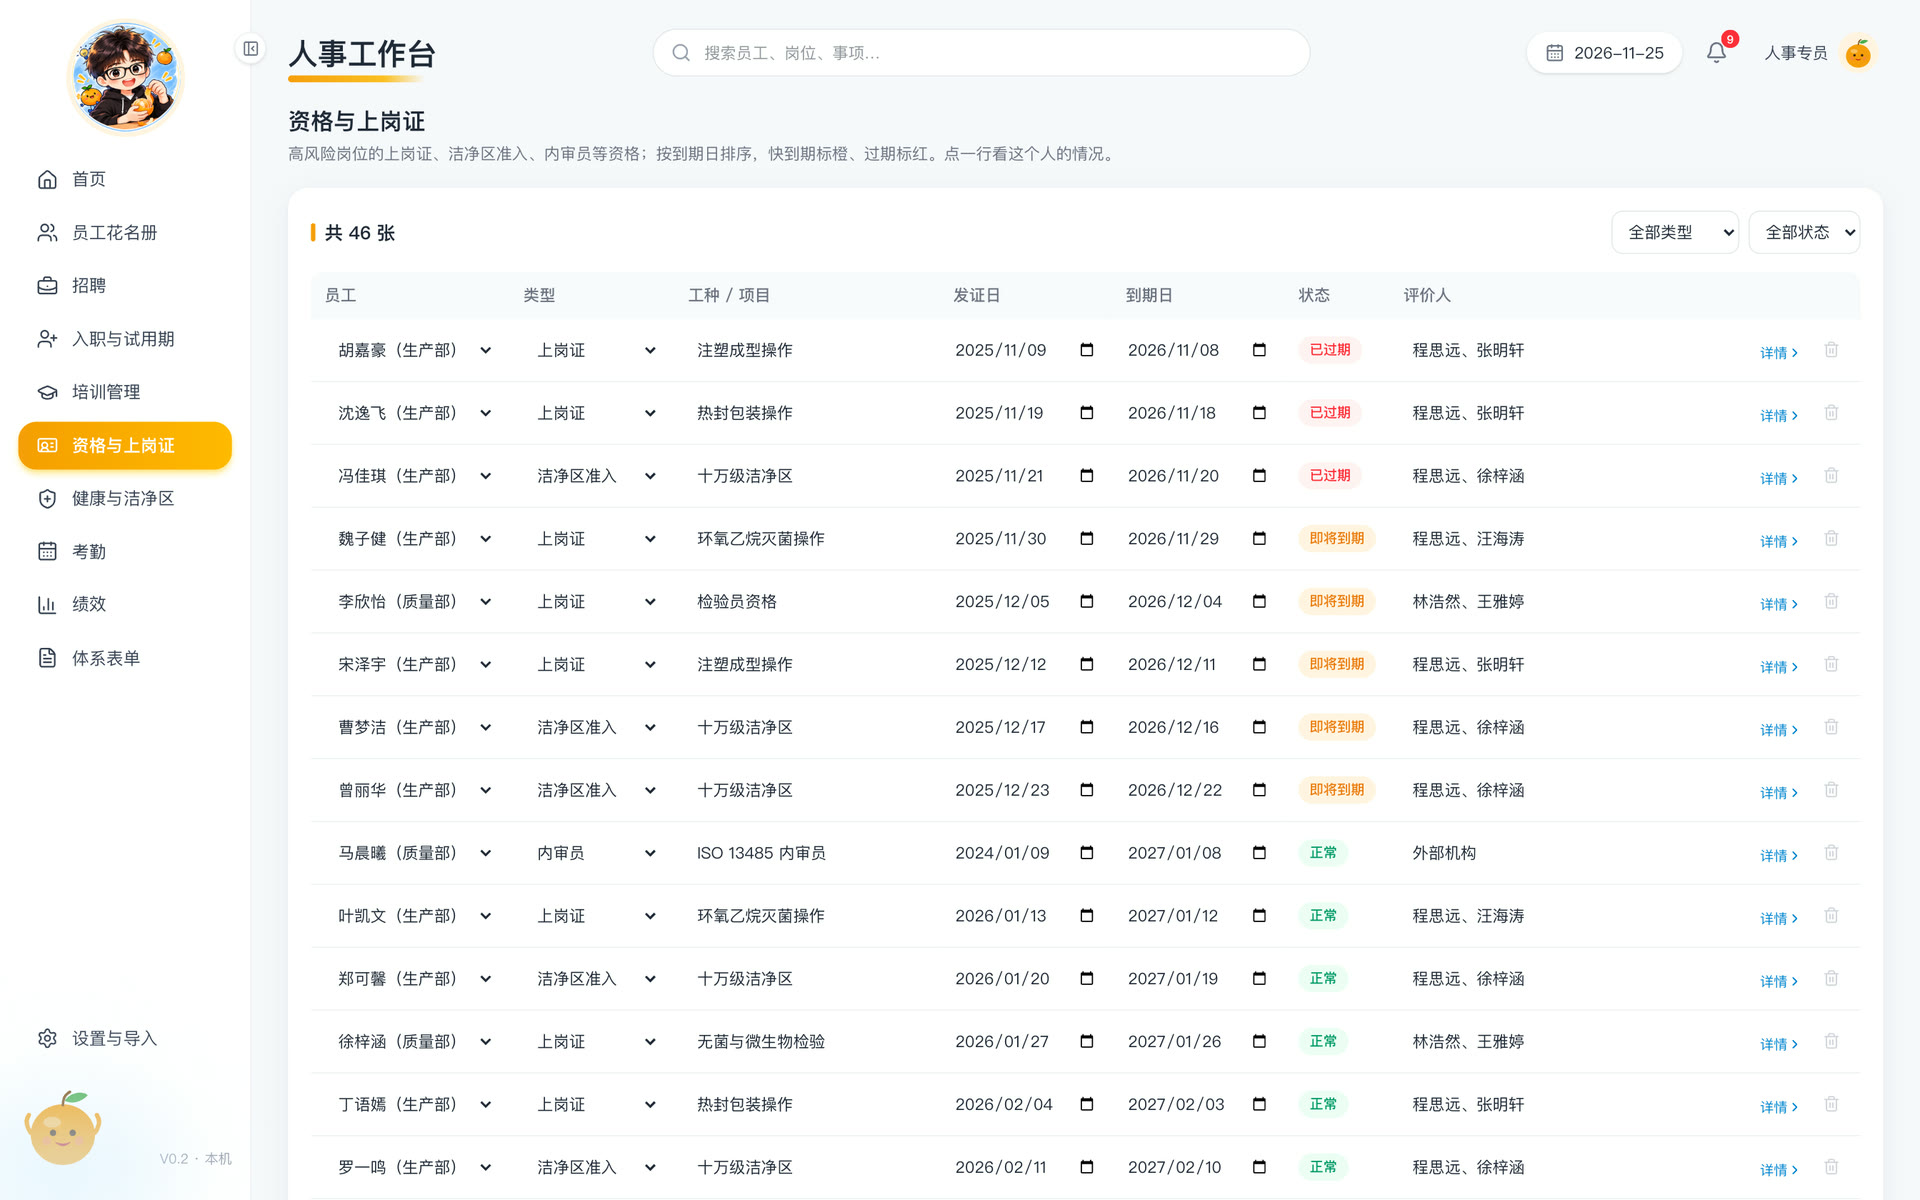 人事工作台
搜索员工、岗位、事项...
2026-11-25
9
人事专员
首页
员工花名册
招聘
入职与试用期
培训管理
资格与上岗证
健康与洁净区
考勤
绩效
体系表单
设置与导入
V0.2 · 本机
资格与上岗证
高风险岗位的上岗证、洁净区准入、内审员等资格；按到期日排序，快到期标橙、过期标红。点一行看这个人的情况。
共 46 张
全部类型
全部状态
员工 类型 工种 / 项目 发证日 到期日 状态 评价人
胡嘉豪（生产部） 上岗证 注塑成型操作 2025/11/09 2026/11/08 已过期 程思远、张明轩 详情
沈逸飞（生产部） 上岗证 热封包装操作 2025/11/19 2026/11/18 已过期 程思远、张明轩 详情
冯佳琪（生产部） 洁净区准入 十万级洁净区 2025/11/21 2026/11/20 已过期 程思远、徐梓涵 详情
魏子健（生产部） 上岗证 环氧乙烷灭菌操作 2025/11/30 2026/11/29 即将到期 程思远、汪海涛 详情
李欣怡（质量部） 上岗证 检验员资格 2025/12/05 2026/12/04 即将到期 林浩然、王雅婷 详情
宋泽宇（生产部） 上岗证 注塑成型操作 2025/12/12 2026/12/11 即将到期 程思远、张明轩 详情
曹梦洁（生产部） 洁净区准入 十万级洁净区 2025/12/17 2026/12/16 即将到期 程思远、徐梓涵 详情
曾丽华（生产部） 洁净区准入 十万级洁净区 2025/12/23 2026/12/22 即将到期 程思远、徐梓涵 详情
马晨曦（质量部） 内审员 ISO 13485 内审员 2024/01/09 2027/01/08 正常 外部机构 详情
叶凯文（生产部） 上岗证 环氧乙烷灭菌操作 2026/01/13 2027/01/12 正常 程思远、汪海涛 详情
郑可馨（生产部） 洁净区准入 十万级洁净区 2026/01/20 2027/01/19 正常 程思远、徐梓涵 详情
徐梓涵（质量部） 上岗证 无菌与微生物检验 2026/01/27 2027/01/26 正常 林浩然、王雅婷 详情
丁语嫣（生产部） 上岗证 热封包装操作 2026/02/04 2027/02/03 正常 程思远、张明轩 详情
罗一鸣（生产部） 洁净区准入 十万级洁净区 2026/02/11 2027/02/10 正常 程思远、徐梓涵 详情